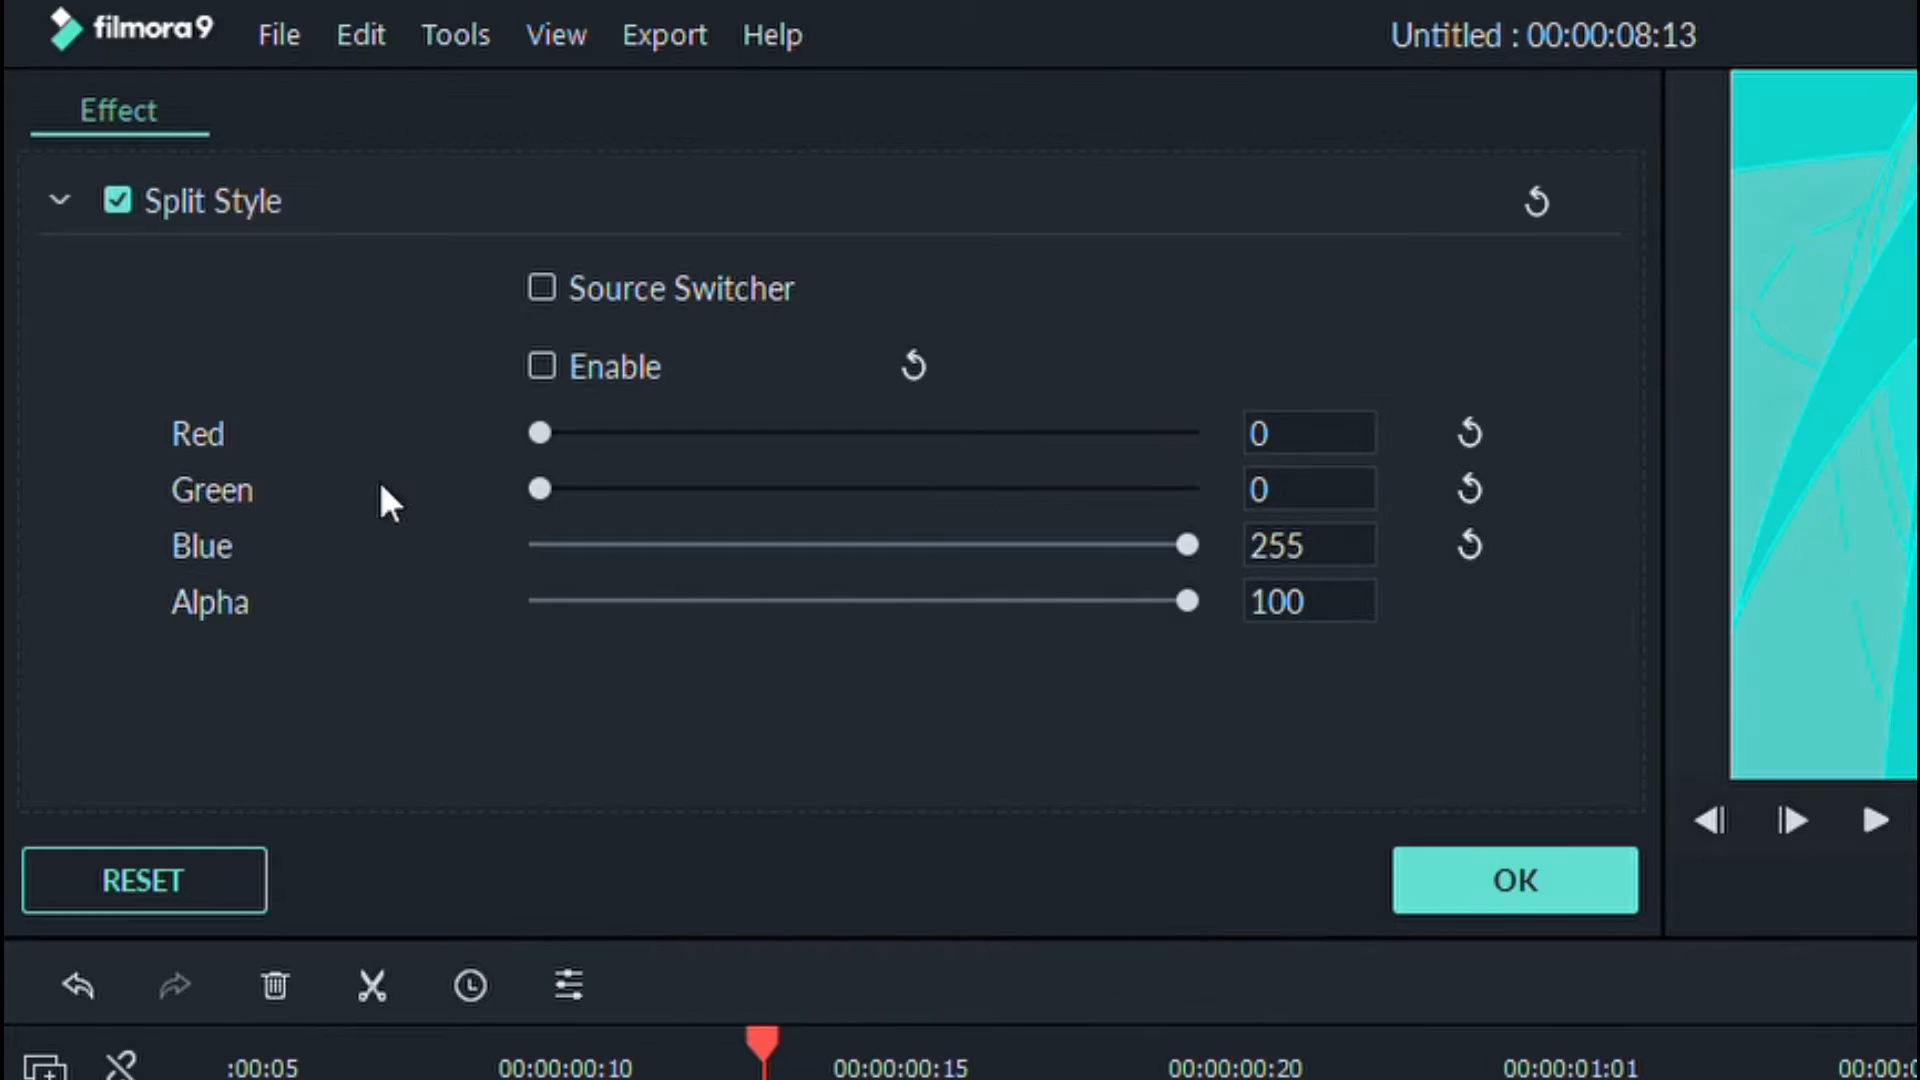 filmora9 File Edit Tools View Export Help Untitled : 00:00:08:13
Effect
Split Style
Source Switcher
Enable
Red 0
Green 0
Blue 255
Alpha 100
RESET OK
:00:05 00:00:00:10 00:00:00:15 00:00:00:20 00:00:01:01 00:00: